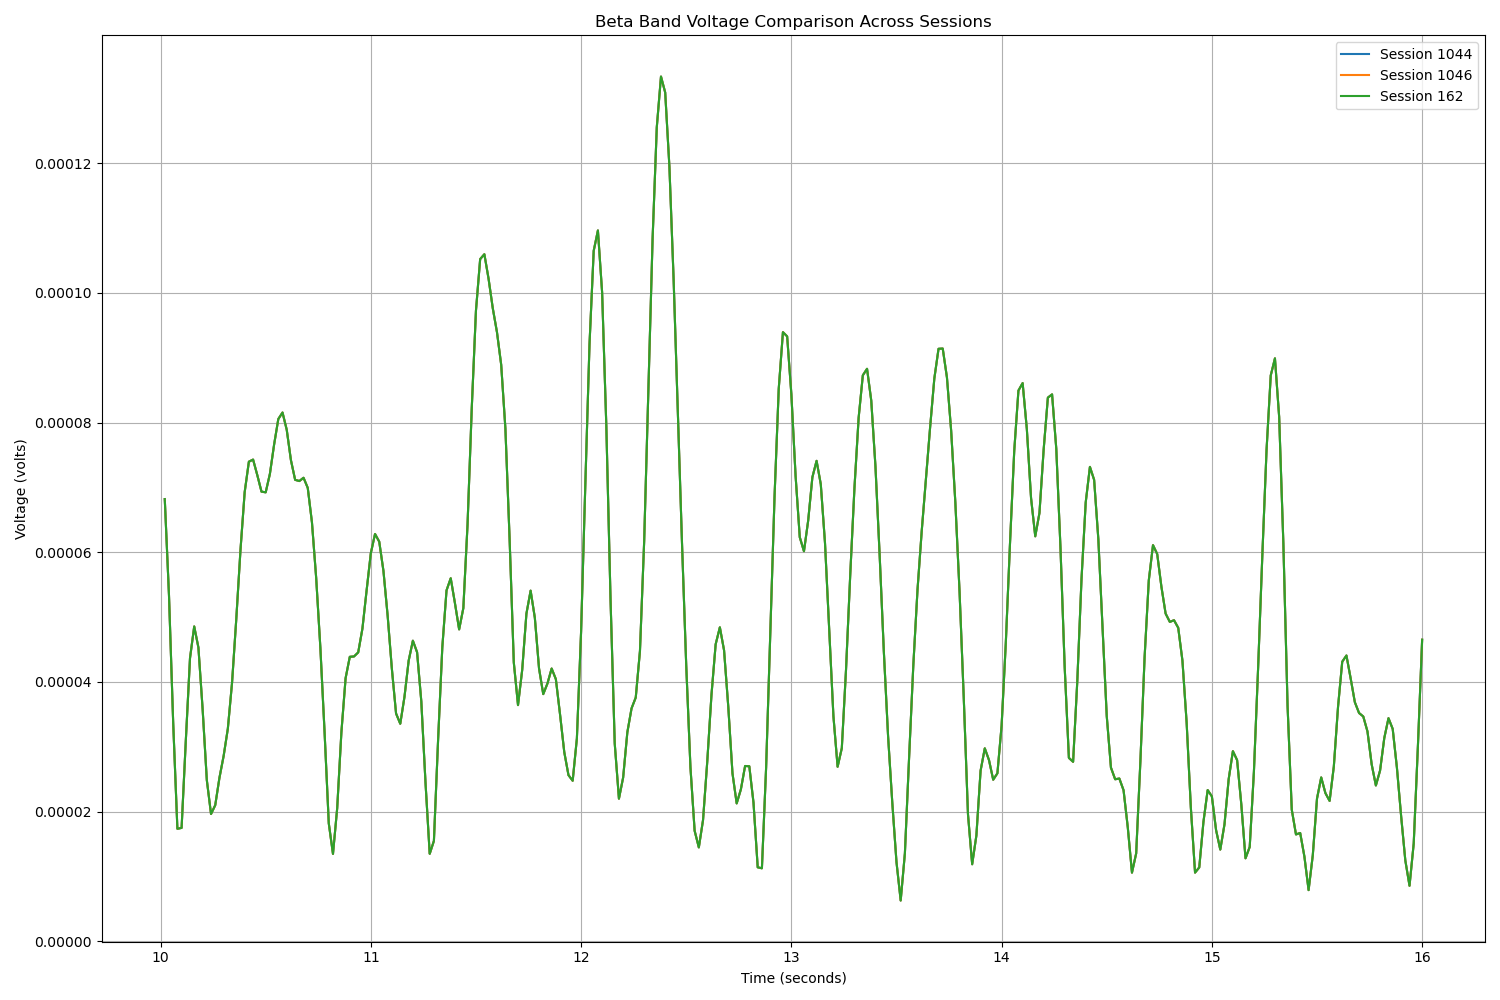 Beta Band Voltage Comparison Across Sessions
Session 1044
Session 1046
Session 162
Voltage (volts)
0.00012
0.00010
0.00008
0.00006
0.00004
0.00002
0.00000
10 11 12 13 14 15 16
Time (seconds)